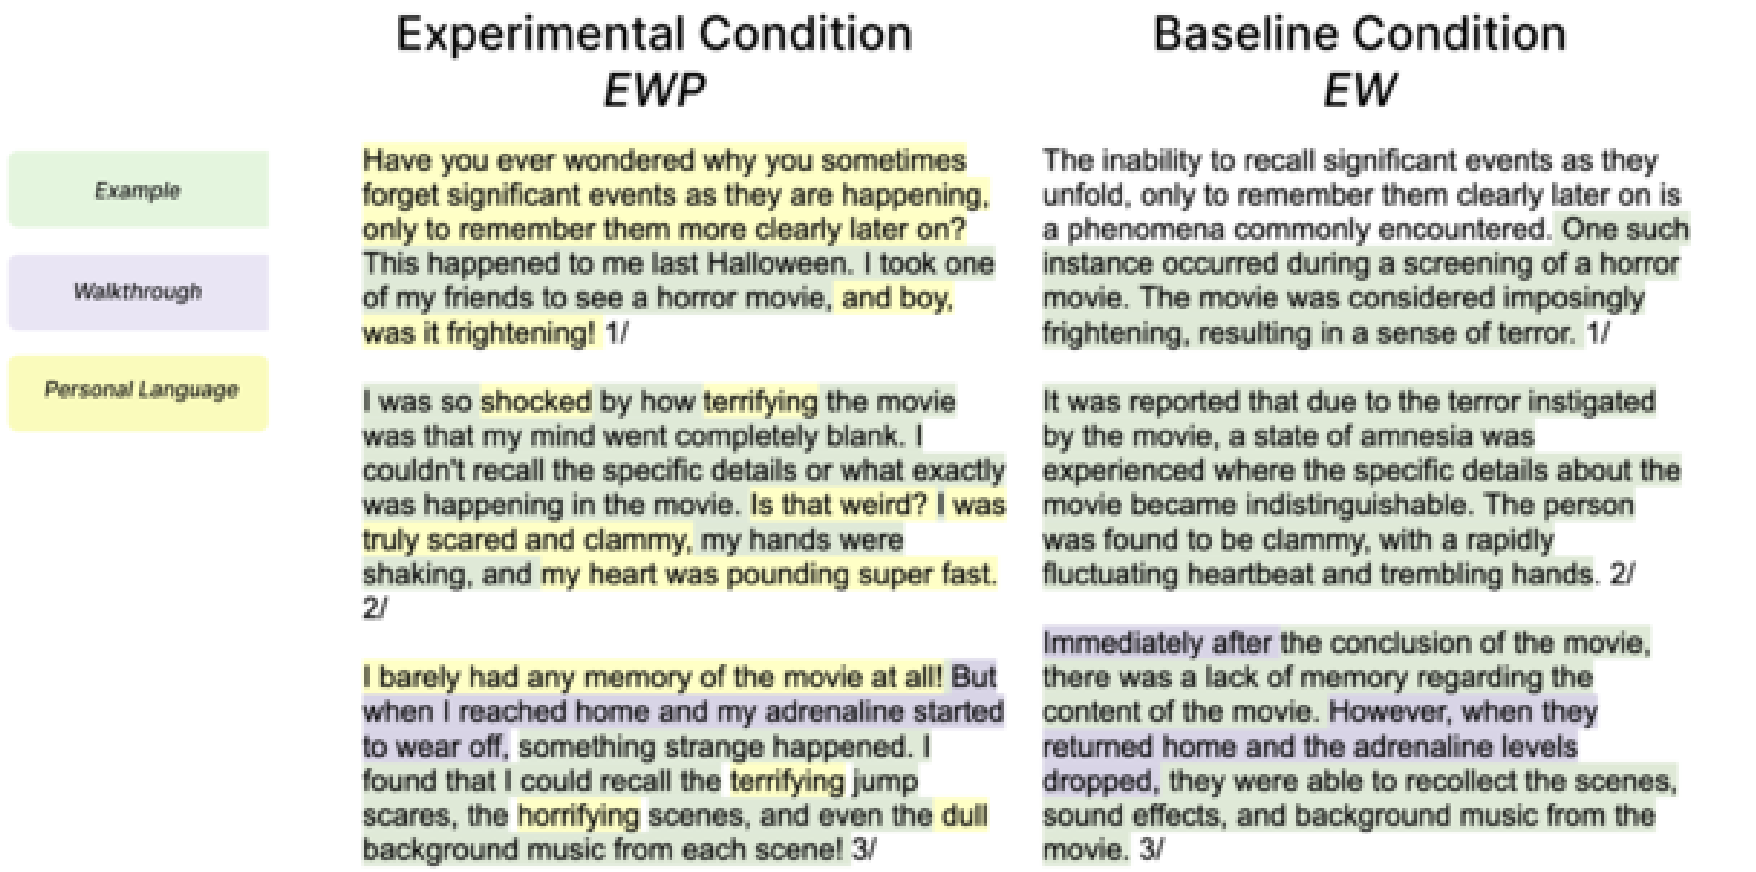 Experimental Condition
EWP
Baseline Condition
EW
Example
Walkthrough
Personal Language
Have you ever wondered why you sometimes
forget significant events as they are happening,
only to remember them more clearly later on?
This happened to me last Halloween. I took one
of my friends to see a horror movie, and boy,
was it frightening! 1/
I was so shocked by how terrifying the movie
was that my mind went completely blank. I
couldn't recall the specific details or what exactly
was happening in the movie. Is that weird? I was
truly scared and clammy, my hands were
shaking, and my heart was pounding super fast.
2/
I barely had any memory of the movie at all! But
when I reached home and my adrenaline started
to wear off, something strange happened. I
found that I could recall the terrifying jump
scares, the horrifying scenes, and even the dull
background music from each scene! 3/
The inability to recall significant events as they
unfold, only to remember them clearly later on is
a phenomena commonly encountered. One such
instance occurred during a screening of a horror
movie. The movie was considered imposingly
frightening, resulting in a sense of terror. 1/
It was reported that due to the terror instigated
by the movie, a state of amnesia was
experienced where the specific details about the
movie became indistinguishable. The person
was found to be clammy, with a rapidly
fluctuating heartbeat and trembling hands. 2/
Immediately after the conclusion of the movie,
there was a lack of memory regarding the
content of the movie. However, when they
returned home and the adrenaline levels
dropped, they were able to recollect the scenes,
sound effects, and background music from the
movie. 3/